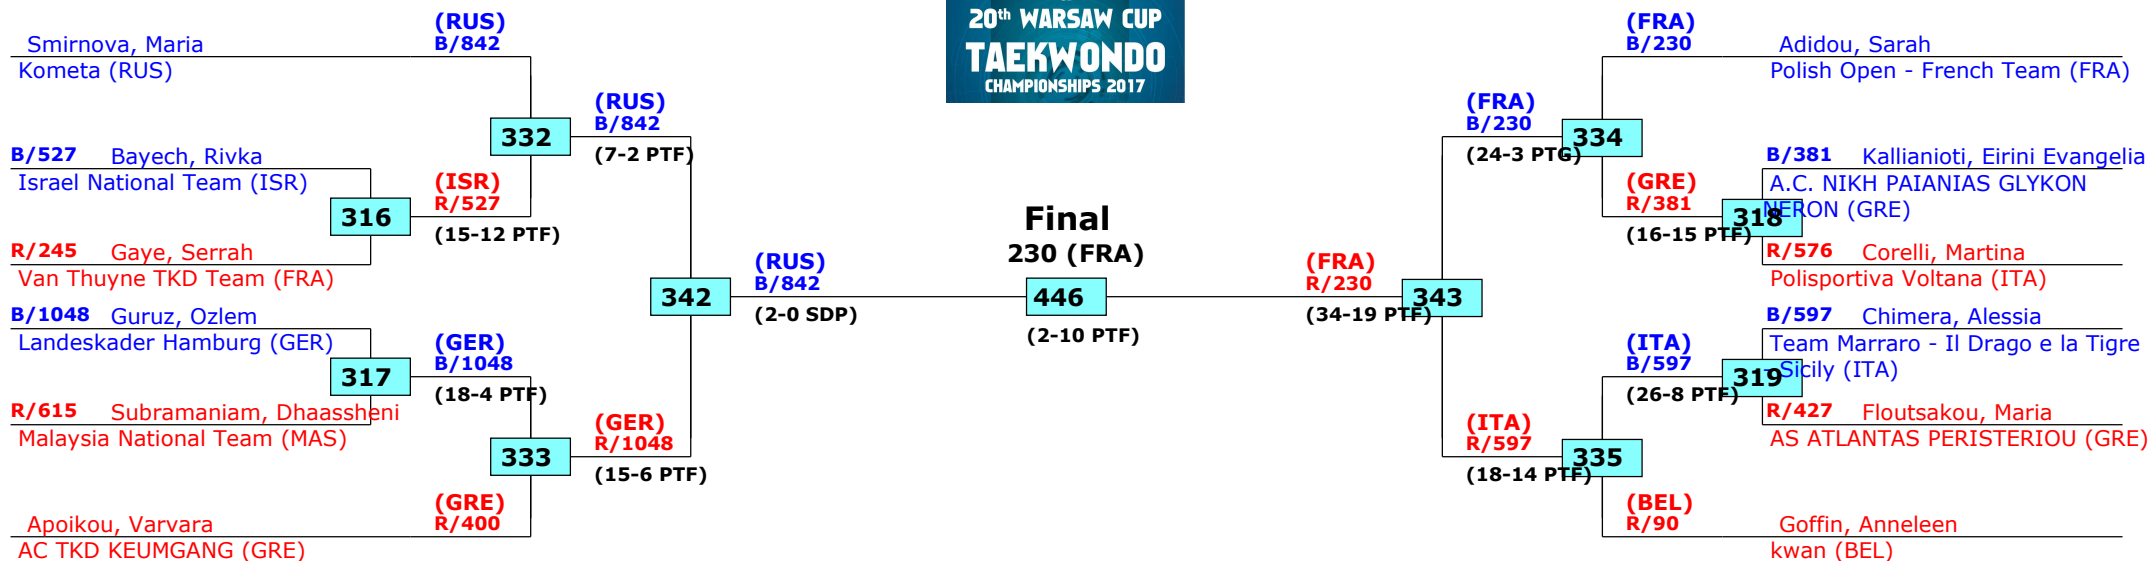 20th WARSAW CUP
TAEKWONDO
CHAMPIONSHIPS 2017
(RUS)
B/842
Smirnova, Maria
Kometa (RUS)
332
(RUS)
B/842
(7-2 PTF)
B/527 Bayech, Rivka
Israel National Team (ISR)
316
(ISR)
R/527
(15-12 PTF)
R/245 Gaye, Serrah
Van Thuyne TKD Team (FRA)
342
(RUS)
B/842
(2-0 SDP)
B/1048 Guruz, Ozlem
Landeskader Hamburg (GER)
317
(GER)
B/1048
(18-4 PTF)
R/615 Subramaniam, Dhaassheni
Malaysia National Team (MAS)
333
(GER)
R/1048
(15-6 PTF)
(GRE)
R/400
Apoikou, Varvara
AC TKD KEUMGANG (GRE)
Final
230 (FRA)
446
(2-10 PTF)
(FRA)
B/230
Adidou, Sarah
Polish Open - French Team (FRA)
(FRA)
B/230
334
(24-3 PTG)
B/381 Kallianioti, Eirini Evangelia
A.C. NIKH PAIANIAS GLYKON
NERON (GRE)
(GRE)
R/381
318
(16-15 PTF)
R/576 Corelli, Martina
Polisportiva Voltana (ITA)
(FRA)
R/230
343
(34-19 PTF)
B/597 Chimera, Alessia
Team Marraro - Il Drago e la Tigre
- Sicily (ITA)
(ITA)
B/597
319
(26-8 PTF)
R/427 Floutsakou, Maria
AS ATLANTAS PERISTERIOU (GRE)
(ITA)
R/597
335
(18-14 PTF)
(BEL)
R/90
Goffin, Anneleen
kwan (BEL)